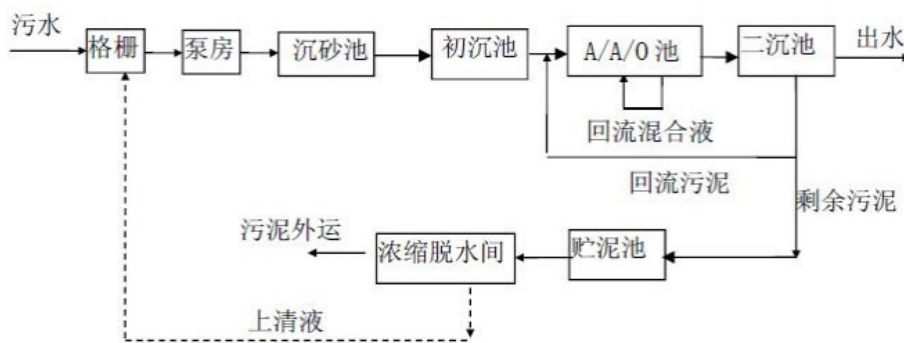 污水
格栅
泵房
沉砂池
初沉池
A/A/O 池
二沉池
出水
回流混合液
回流污泥
剩余污泥
污泥外运
浓缩脱水间
贮泥池
上清液